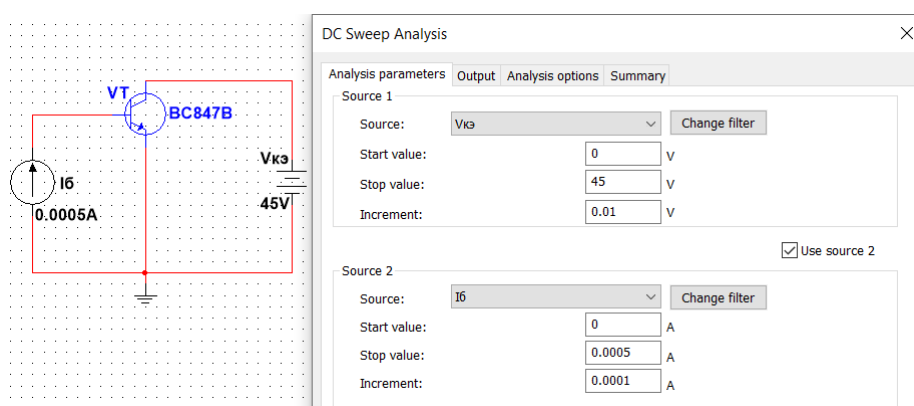 VT
BC847B
Vкэ
45V
Iб
0.0005A
DC Sweep Analysis
Analysis parameters Output Analysis options Summary
Source 1
Source: Vкэ Change filter
Start value: 0 V
Stop value: 45 V
Increment: 0.01 V
Use source 2
Source 2
Source: Iб Change filter
Start value: 0 A
Stop value: 0.0005 A
Increment: 0.0001 A